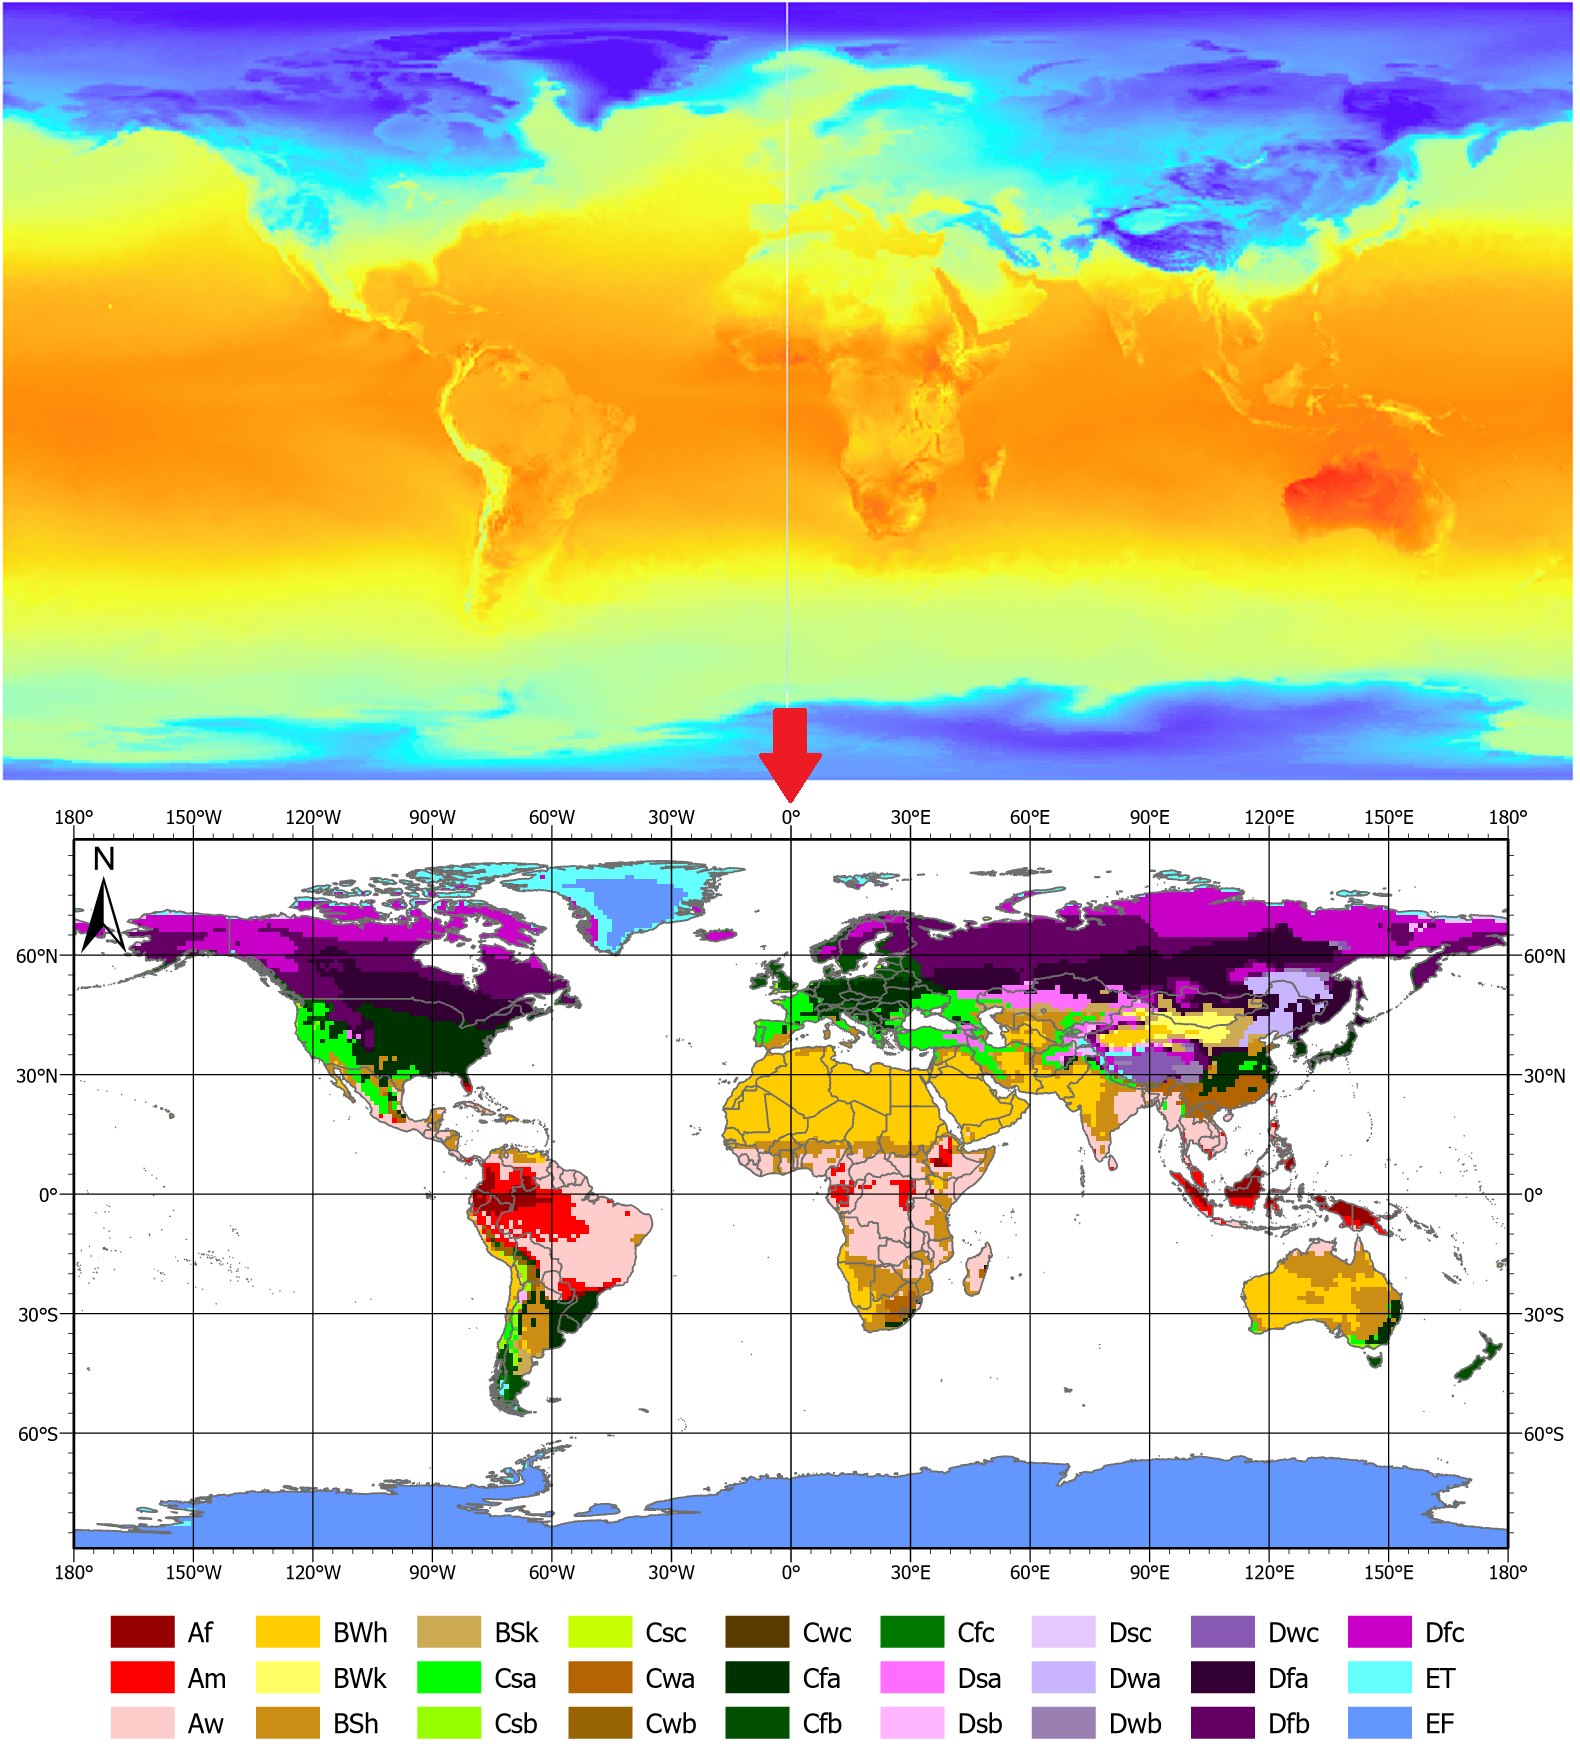 180° 150°W 120°W 90°W 60°W 30°W 0° 30°E 60°E 90°E 120°E 150°E 180°
N
60°N 60°N
30°N 30°N
0° 0°
30°S 30°S
60°S 60°S
180° 150°W 120°W 90°W 60°W 30°W 0° 30°E 60°E 90°E 120°E 150°E 180°
Af BWh BSk Csc Cwc Cfc Dsc Dwc Dfc
Am BWk Csa Cwa Cfa Dsa Dwa Dfa ET
Aw BSh Csb Cwb Cfb Dsb Dwb Dfb EF